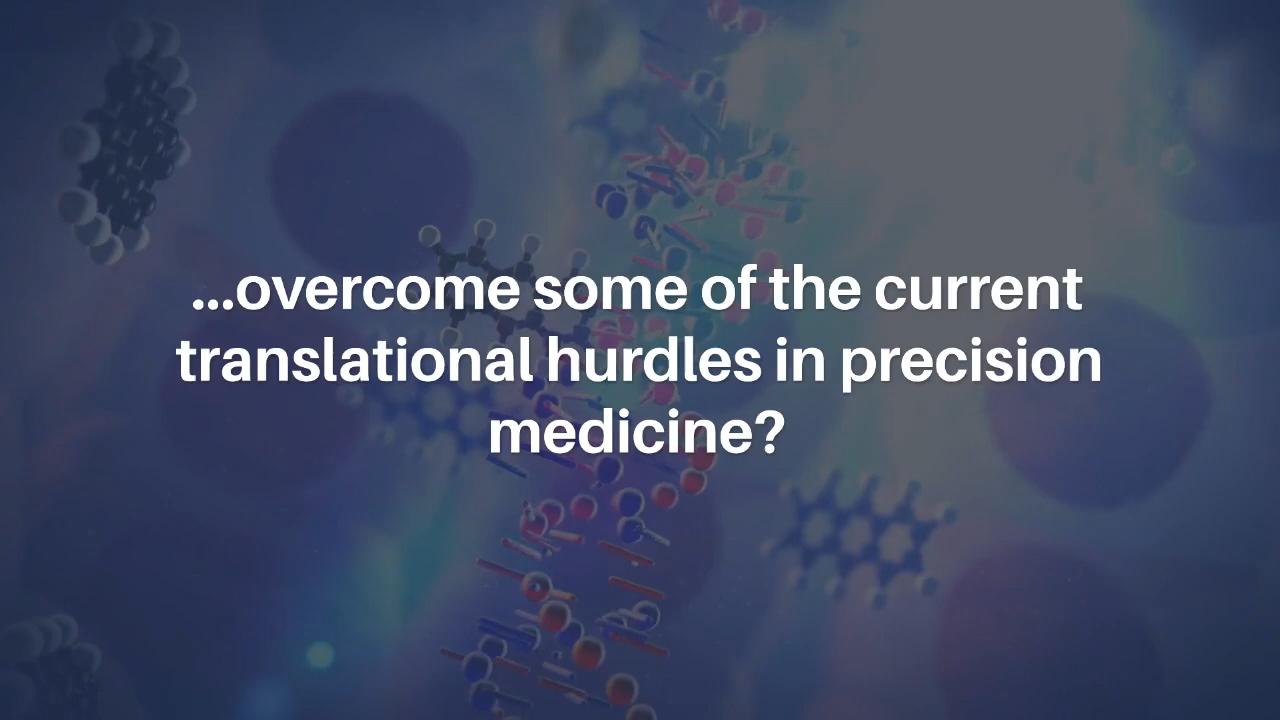 ...overcome some of the current
translational hurdles in precision
medicine?